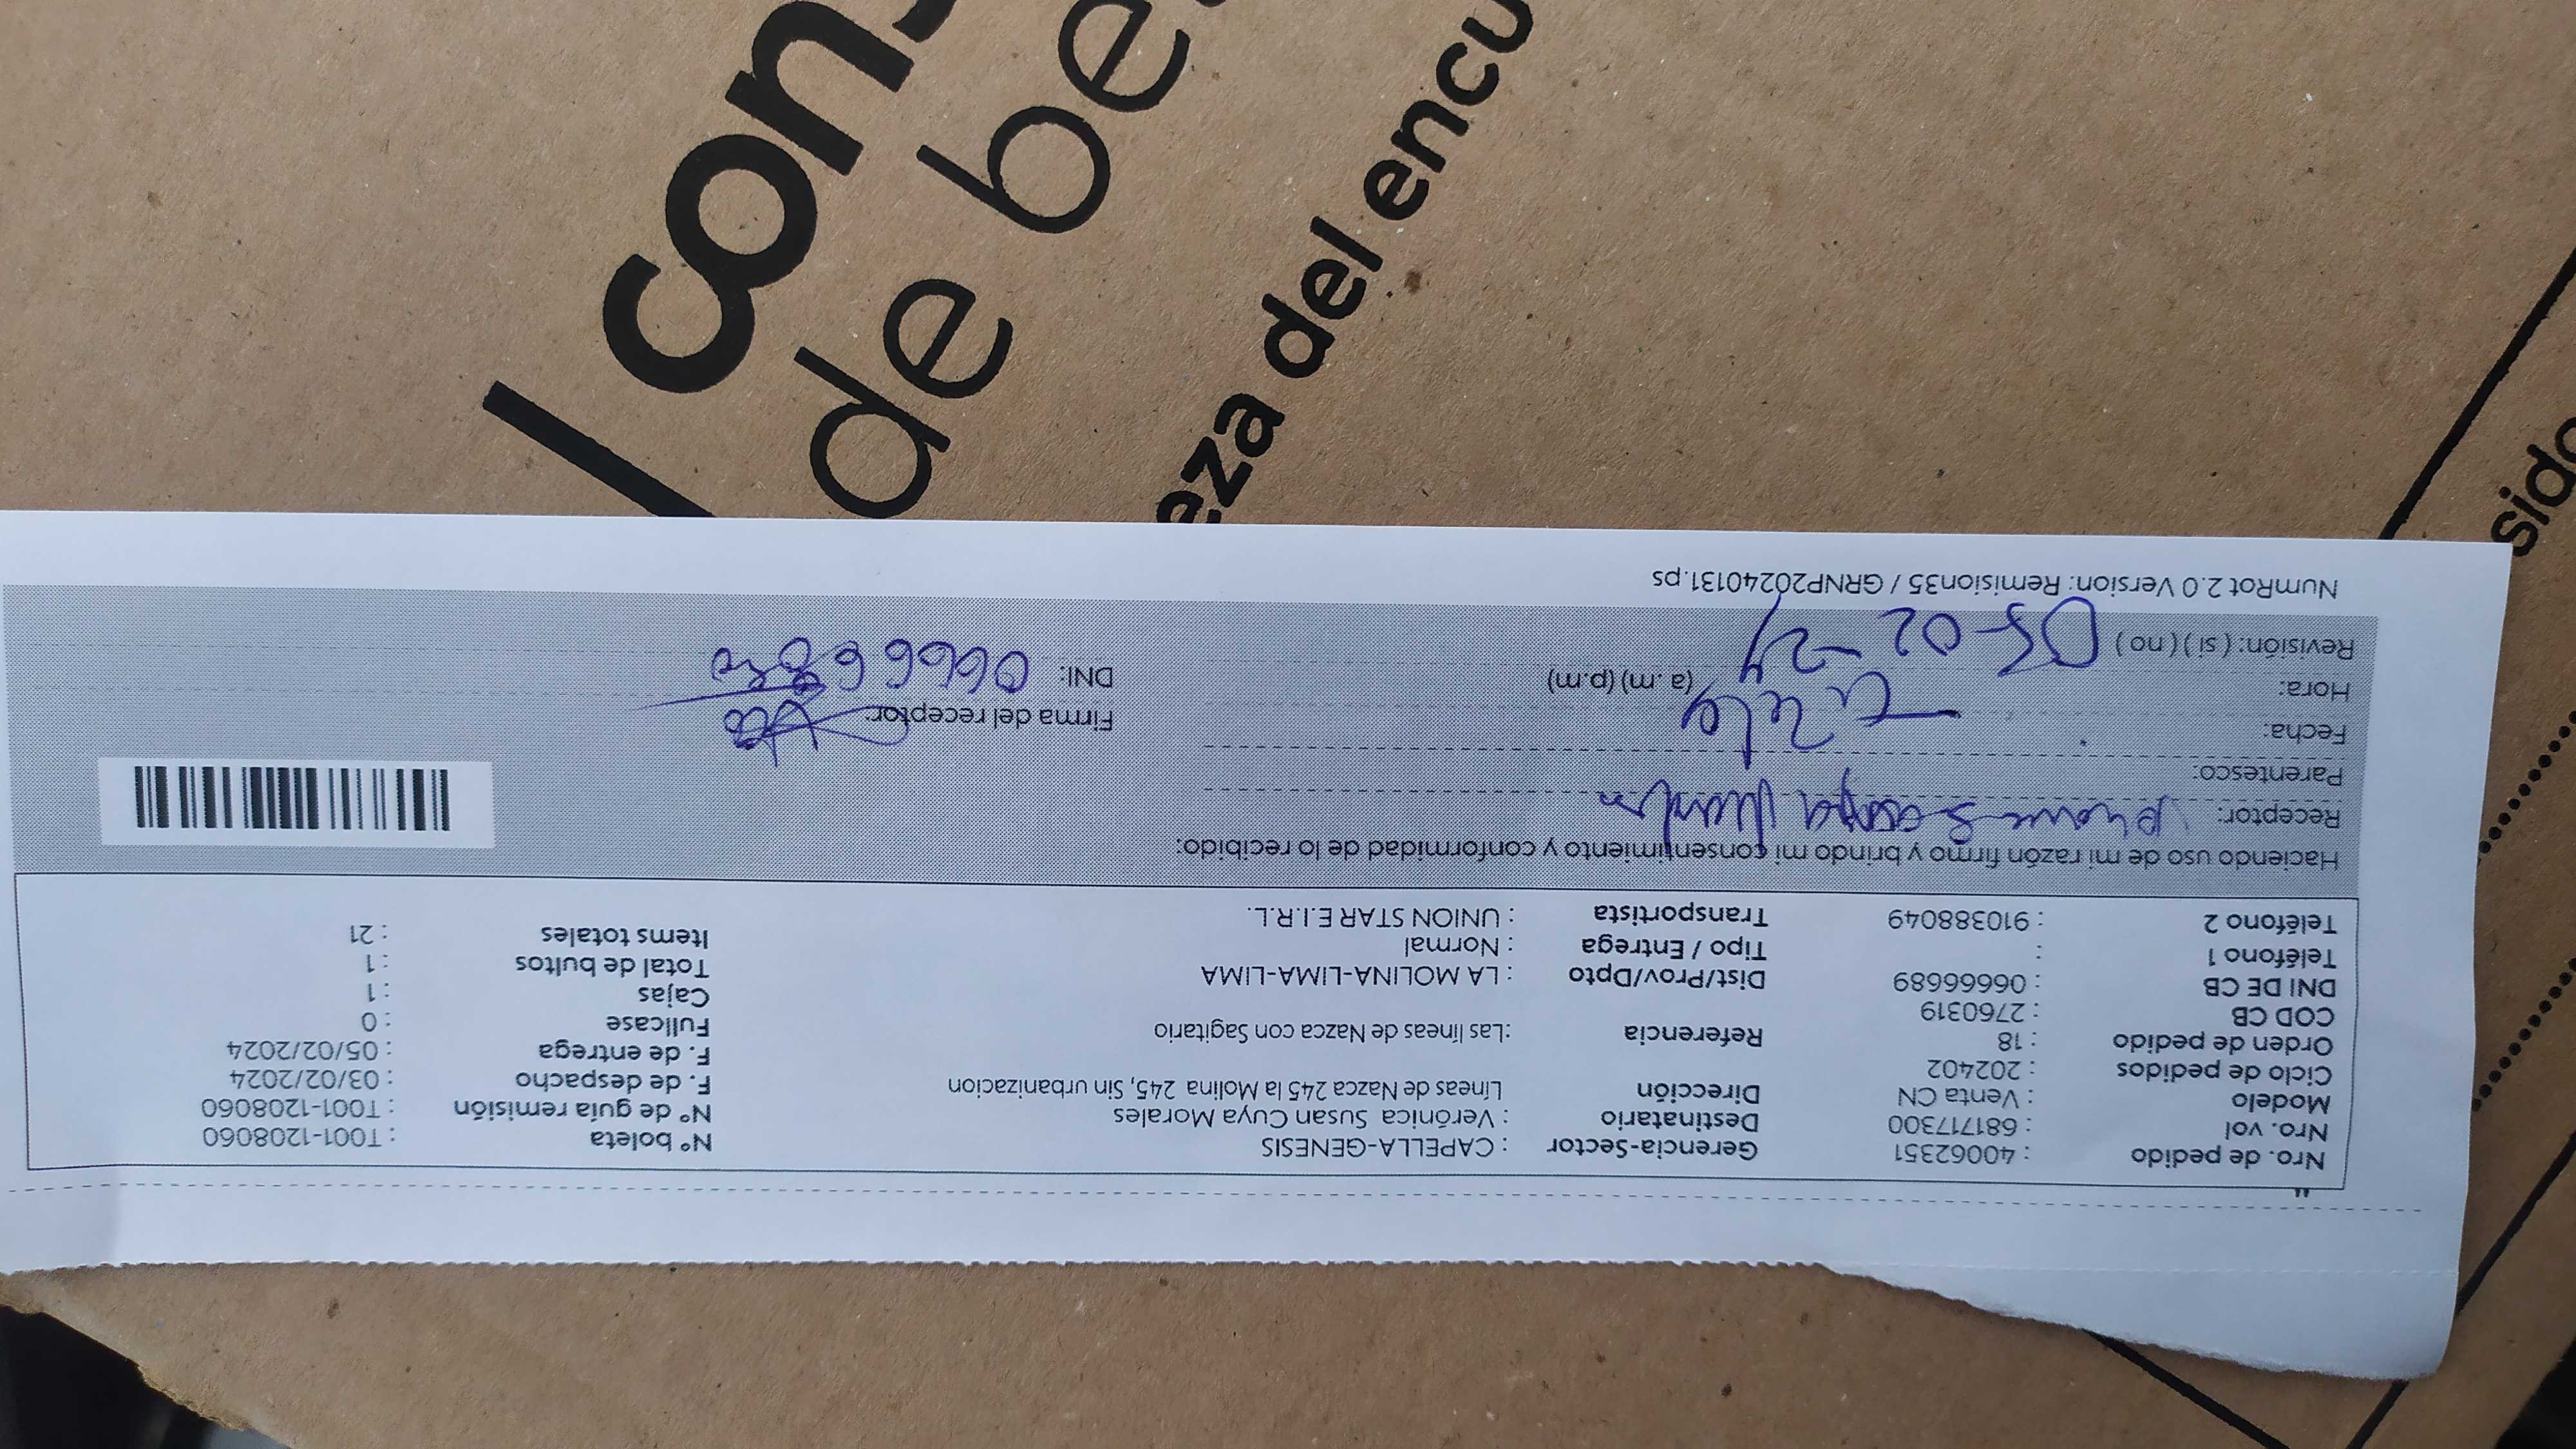 Nro. de pedido : 40062351 Gerencia-Sector : CAPELLA-GENESIS Nº boleta : T001-1208060
Nro. vol : 681717300 Destinatario : Verónica Susan Cuya Morales Nº de guía remisión : T001-1208060
Modelo : Venta CN Dirección Líneas de Nazca 245 la Molina 245, Sin urbanizacion F. de despacho : 03/02/2024
Ciclo de pedidos : 202402 F. de entrega : 05/02/2024
Orden de pedido : 18 Referencia :Las líneas de Nazca con Sagitario Fullcase : 0
COD CB : 2760319 Cajas : 1
DNI DE CB : 06666689 Dist/Prov/Dpto : LA MOLINA-LIMA-LIMA Total de bultos : 1
Teléfono 1 : Tipo / Entrega : Normal Items totales : 21
Teléfono 2 : 910388049 Transportista : UNION STAR E.I.R.L.
Haciendo uso de mi razón firmo y brindo mi consentimiento y conformidad de lo recibido:
Receptor:
Parentesco:
Fecha: Firma del receptor:
Hora: (a .m) (p.m) DNI:
Revisión: ( si ) ( no ) 05-02-24
NumRot 2.0 Version: Remision35 / GRNP20240131.ps
l con
de be
eza del encu
sido